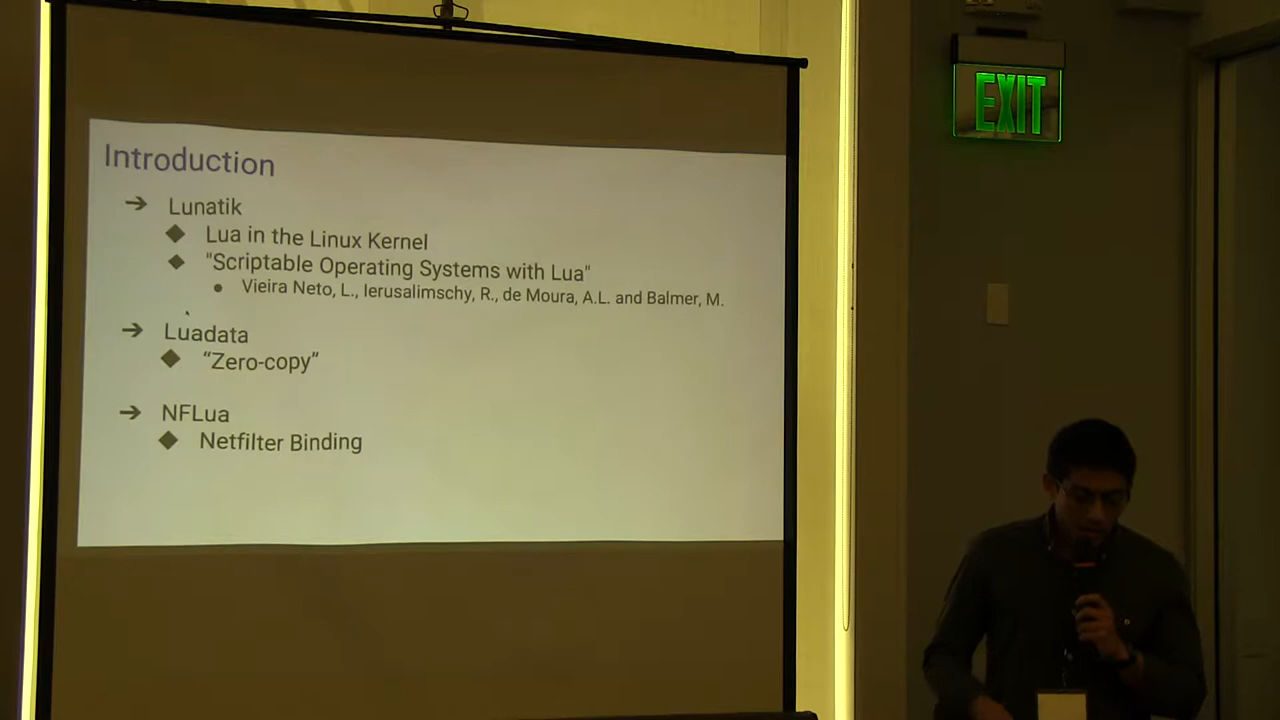 Introduction
Lunatik
Lua in the Linux Kernel
"Scriptable Operating Systems with Lua"
Vieira Neto, L., Ierusalimschy, R., de Moura, A.L. and Balmer, M.
Luadata
“Zero-copy”
NFLua
Netfilter Binding
EXIT